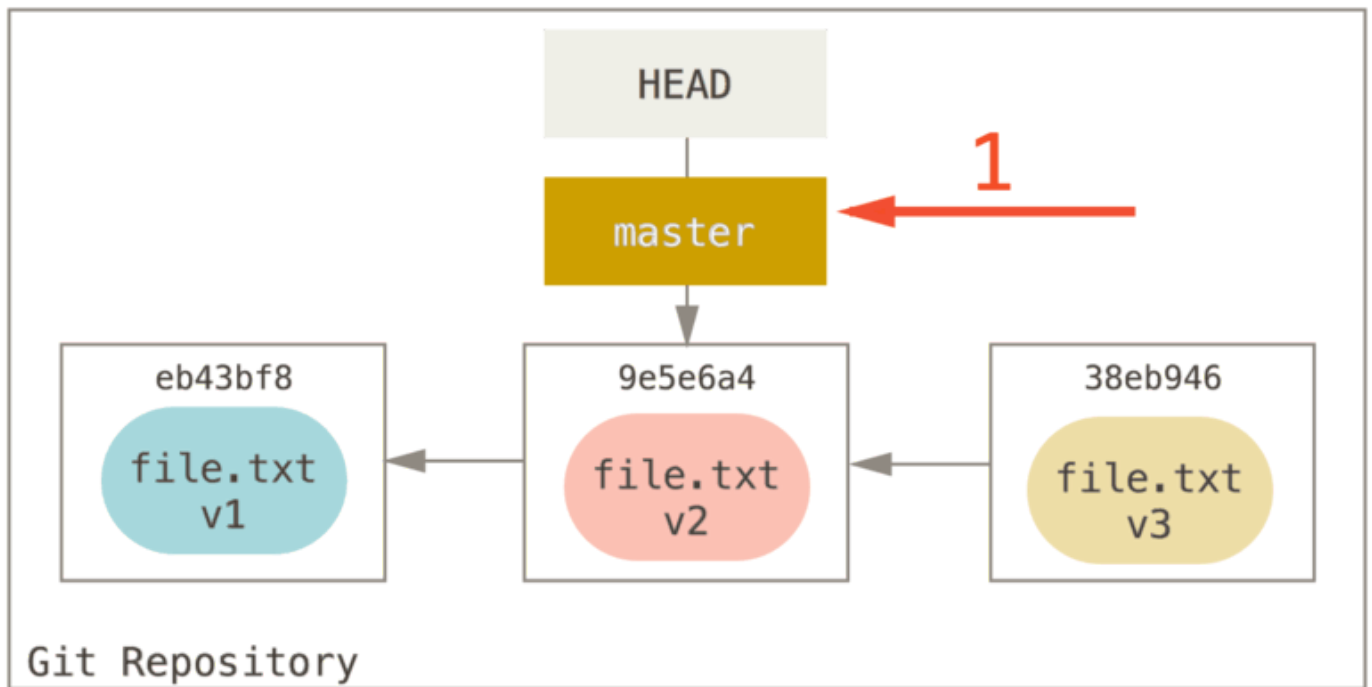 HEAD
1
master
eb43bf8
9e5e6a4
38eb946
file.txt
v1
file.txt
v2
file.txt
v3
Git Repository